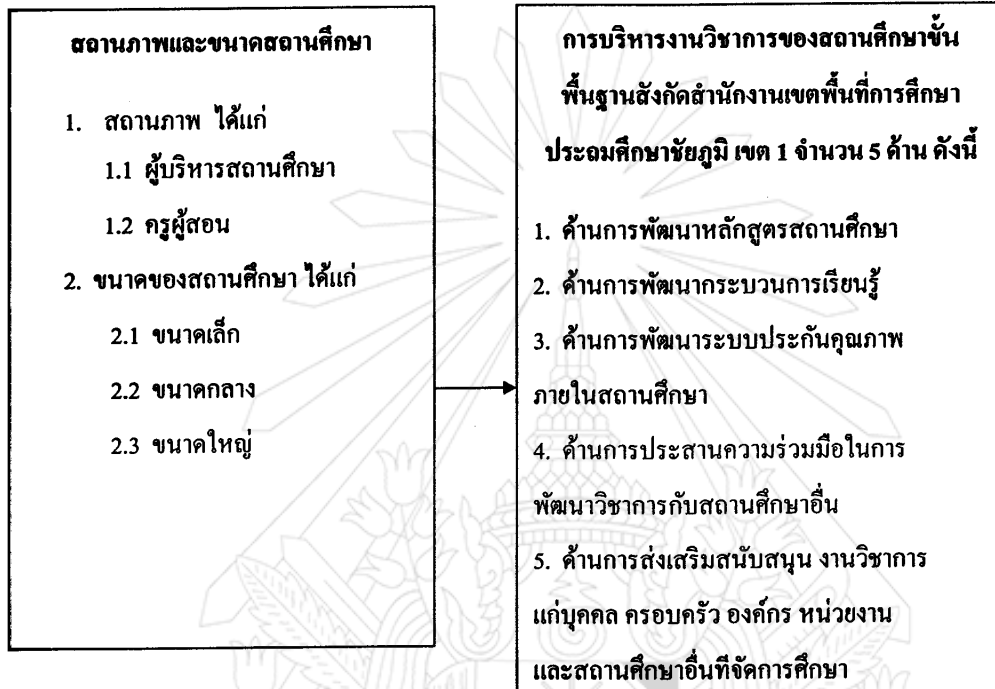 สถานภาพและขนาดสถานศึกษา
1. สถานภาพ ได้แก่
1.1 ผู้บริหารสถานศึกษา
1.2 ครูผู้สอน
2. ขนาดของสถานศึกษา ได้แก่
2.1 ขนาดเล็ก
2.2 ขนาดกลาง
2.3 ขนาดใหญ่
การบริหารงานวิชาการของสถานศึกษาขั้น
พื้นฐานสังกัดสำนักงานเขตพื้นที่การศึกษา
ประถมศึกษาชัยภูมิ เขต 1 จำนวน 5 ด้าน ดังนี้
1. ด้านการพัฒนาหลักสูตรสถานศึกษา
2. ด้านการพัฒนากระบวนการเรียนรู้
3. ด้านการพัฒนาระบบประกันคุณภาพ
ภายในสถานศึกษา
4. ด้านการประสานความร่วมมือในการ
พัฒนาวิชาการกับสถานศึกษาอื่น
5. ด้านการส่งเสริมสนับสนุน งานวิชาการ
แก่บุคคล ครอบครัว องค์กร หน่วยงาน
และสถานศึกษาอื่นทีจัดการศึกษา